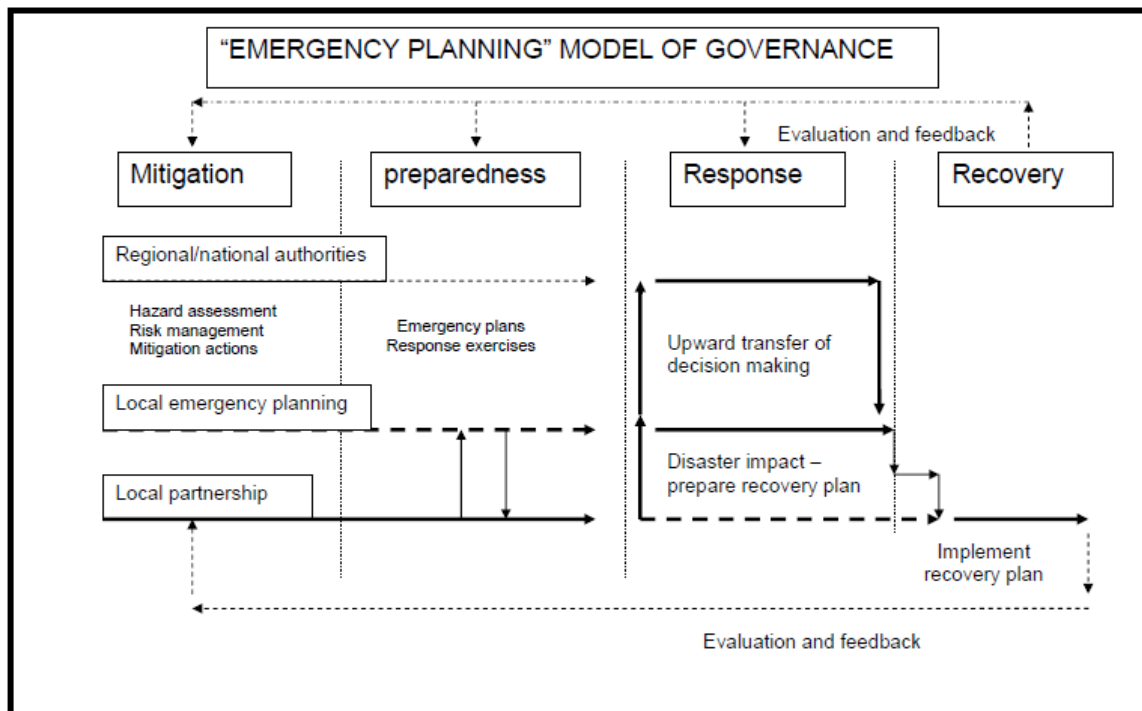 “EMERGENCY PLANNING” MODEL OF GOVERNANCE
Evaluation and feedback
Mitigation
preparedness
Response
Recovery
Regional/national authorities
Hazard assessment
Risk management
Mitigation actions
Emergency plans
Response exercises
Upward transfer of
decision making
Local emergency planning
Disaster impact –
prepare recovery plan
Local partnership
Implement
recovery plan
Evaluation and feedback